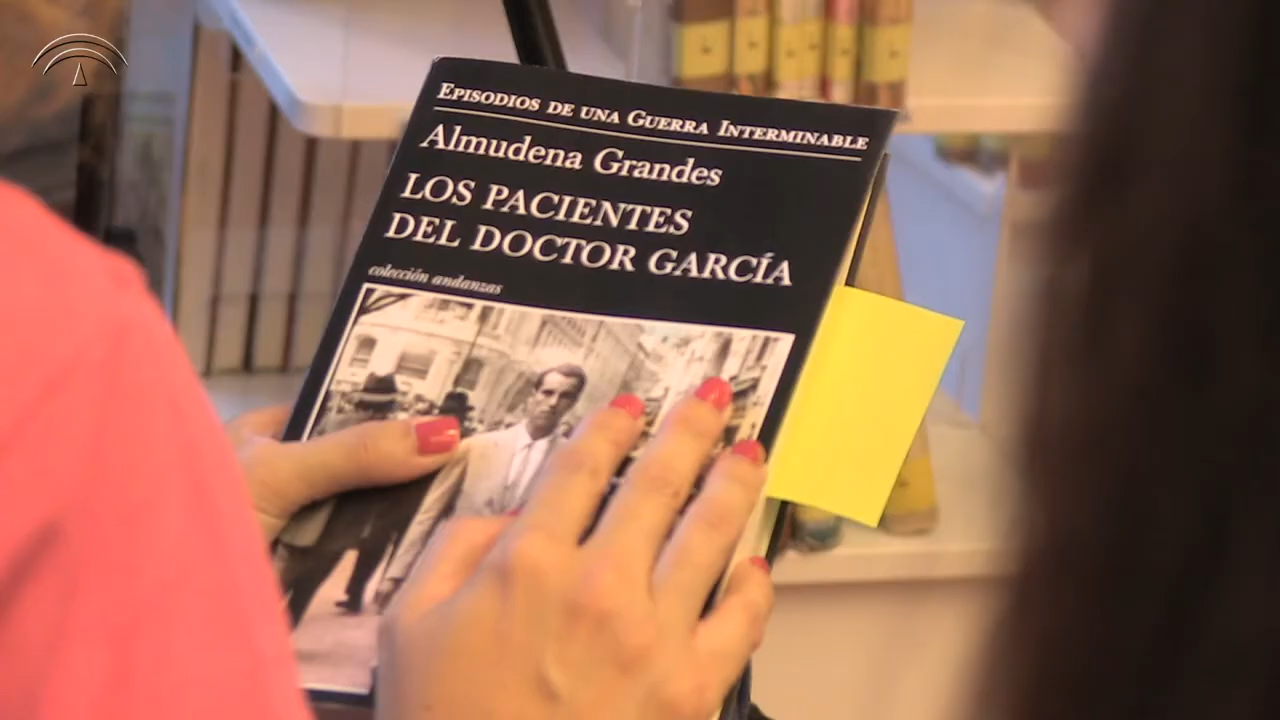 EPISODIOS DE UNA GUERRA INTERMINABLE
Almudena Grandes
LOS PACIENTES
DEL DOCTOR GARCÍA
colección andanzas